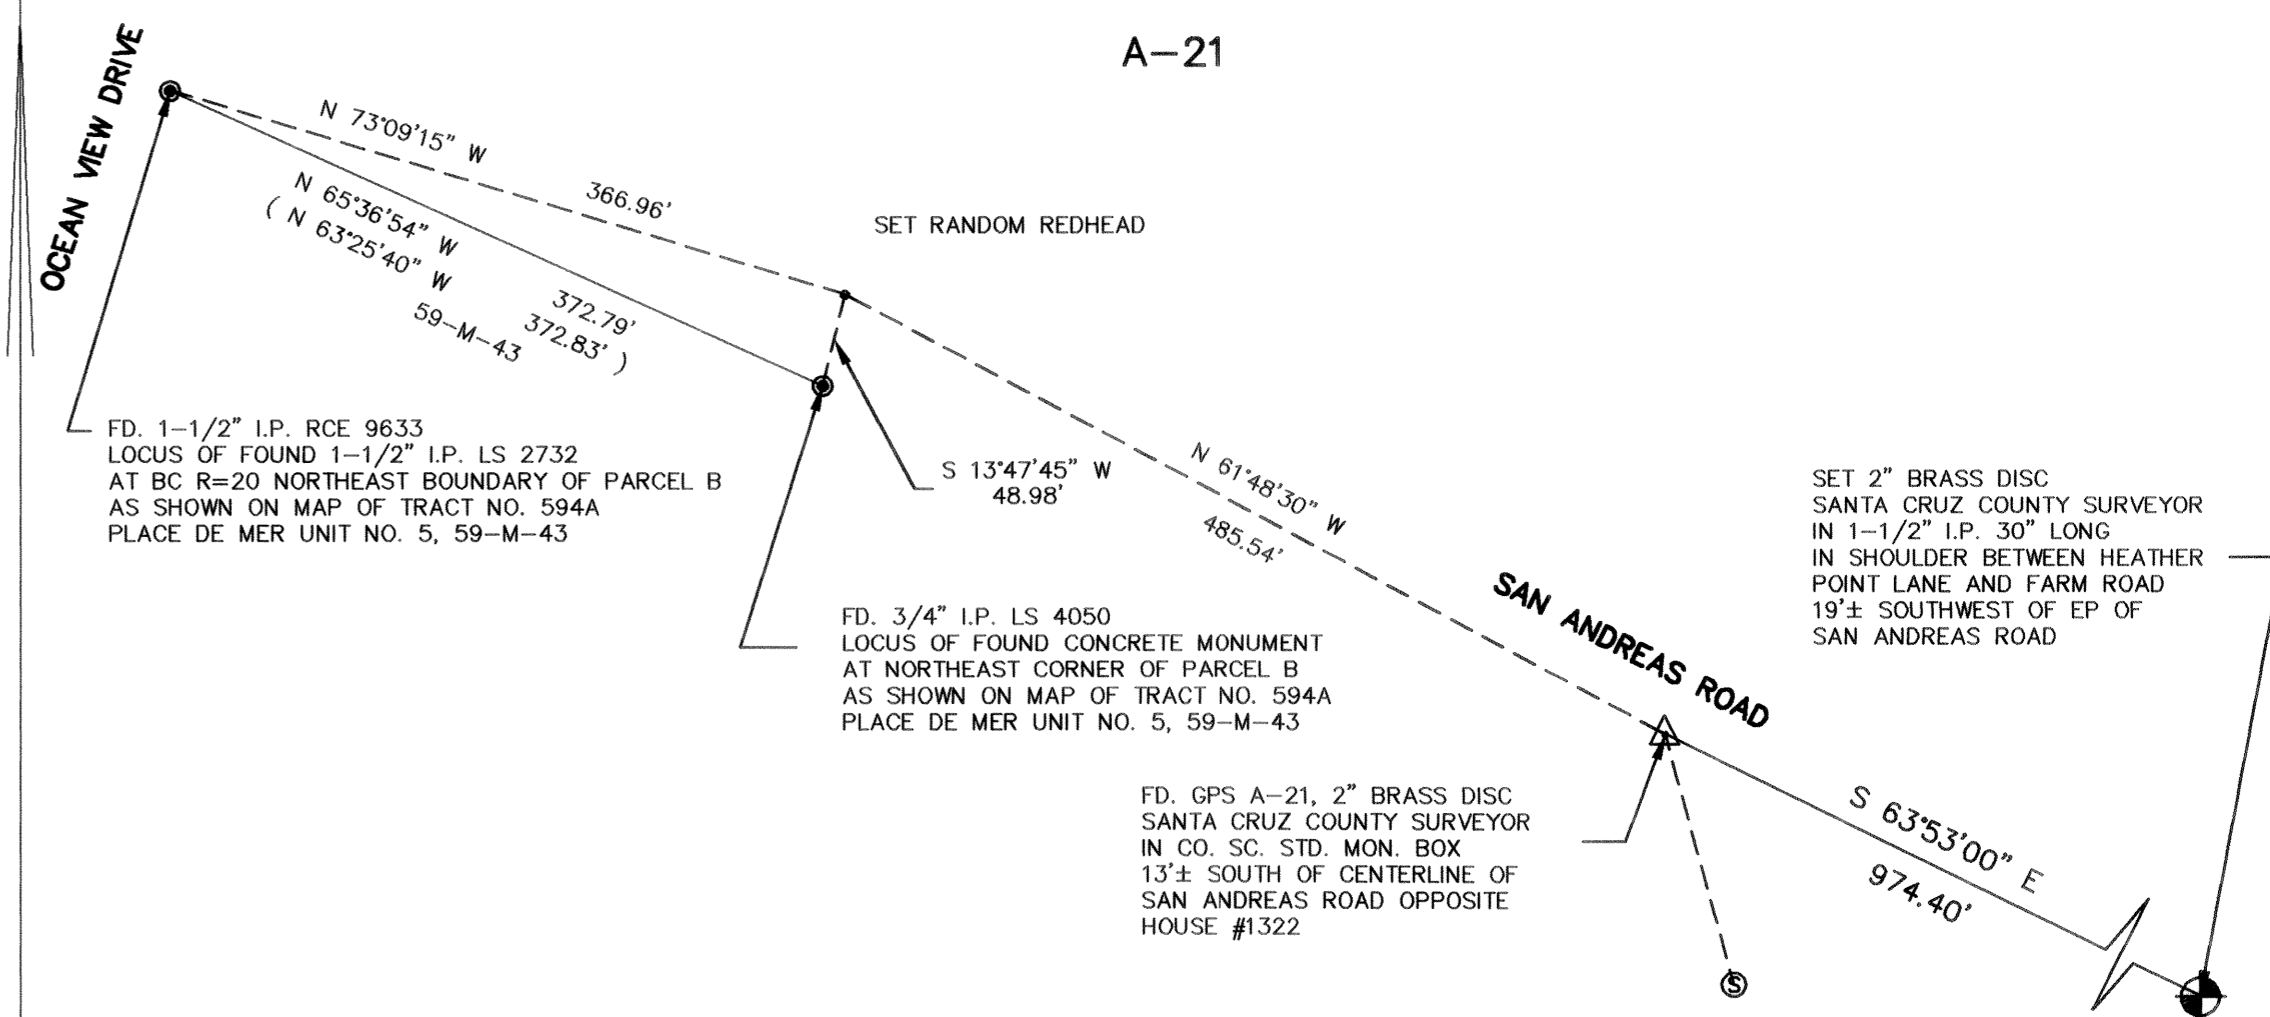 A-21
OCEAN VIEW DRIVE
N 73°09'15" W
366.96'
N 65°36'54" W
372.79'
( N 63°25'40" W
372.83' )
59-M-43
SET RANDOM REDHEAD
FD. 1-1/2" I.P. RCE 9633
LOCUS OF FOUND 1-1/2" I.P. LS 2732
AT BC R=20 NORTHEAST BOUNDARY OF PARCEL B
AS SHOWN ON MAP OF TRACT NO. 594A
PLACE DE MER UNIT NO. 5, 59-M-43
S 13°47'45" W
48.98'
N 61°48'30" W
485.54'
SAN ANDREAS ROAD
SET 2" BRASS DISC
SANTA CRUZ COUNTY SURVEYOR
IN 1-1/2" I.P. 30" LONG
IN SHOULDER BETWEEN HEATHER
POINT LANE AND FARM ROAD
19'± SOUTHWEST OF EP OF
SAN ANDREAS ROAD
FD. 3/4" I.P. LS 4050
LOCUS OF FOUND CONCRETE MONUMENT
AT NORTHEAST CORNER OF PARCEL B
AS SHOWN ON MAP OF TRACT NO. 594A
PLACE DE MER UNIT NO. 5, 59-M-43
FD. GPS A-21, 2" BRASS DISC
SANTA CRUZ COUNTY SURVEYOR
IN CO. SC. STD. MON. BOX
13'± SOUTH OF CENTERLINE OF
SAN ANDREAS ROAD OPPOSITE
HOUSE #1322
S 63°53'00" E
974.40'
S